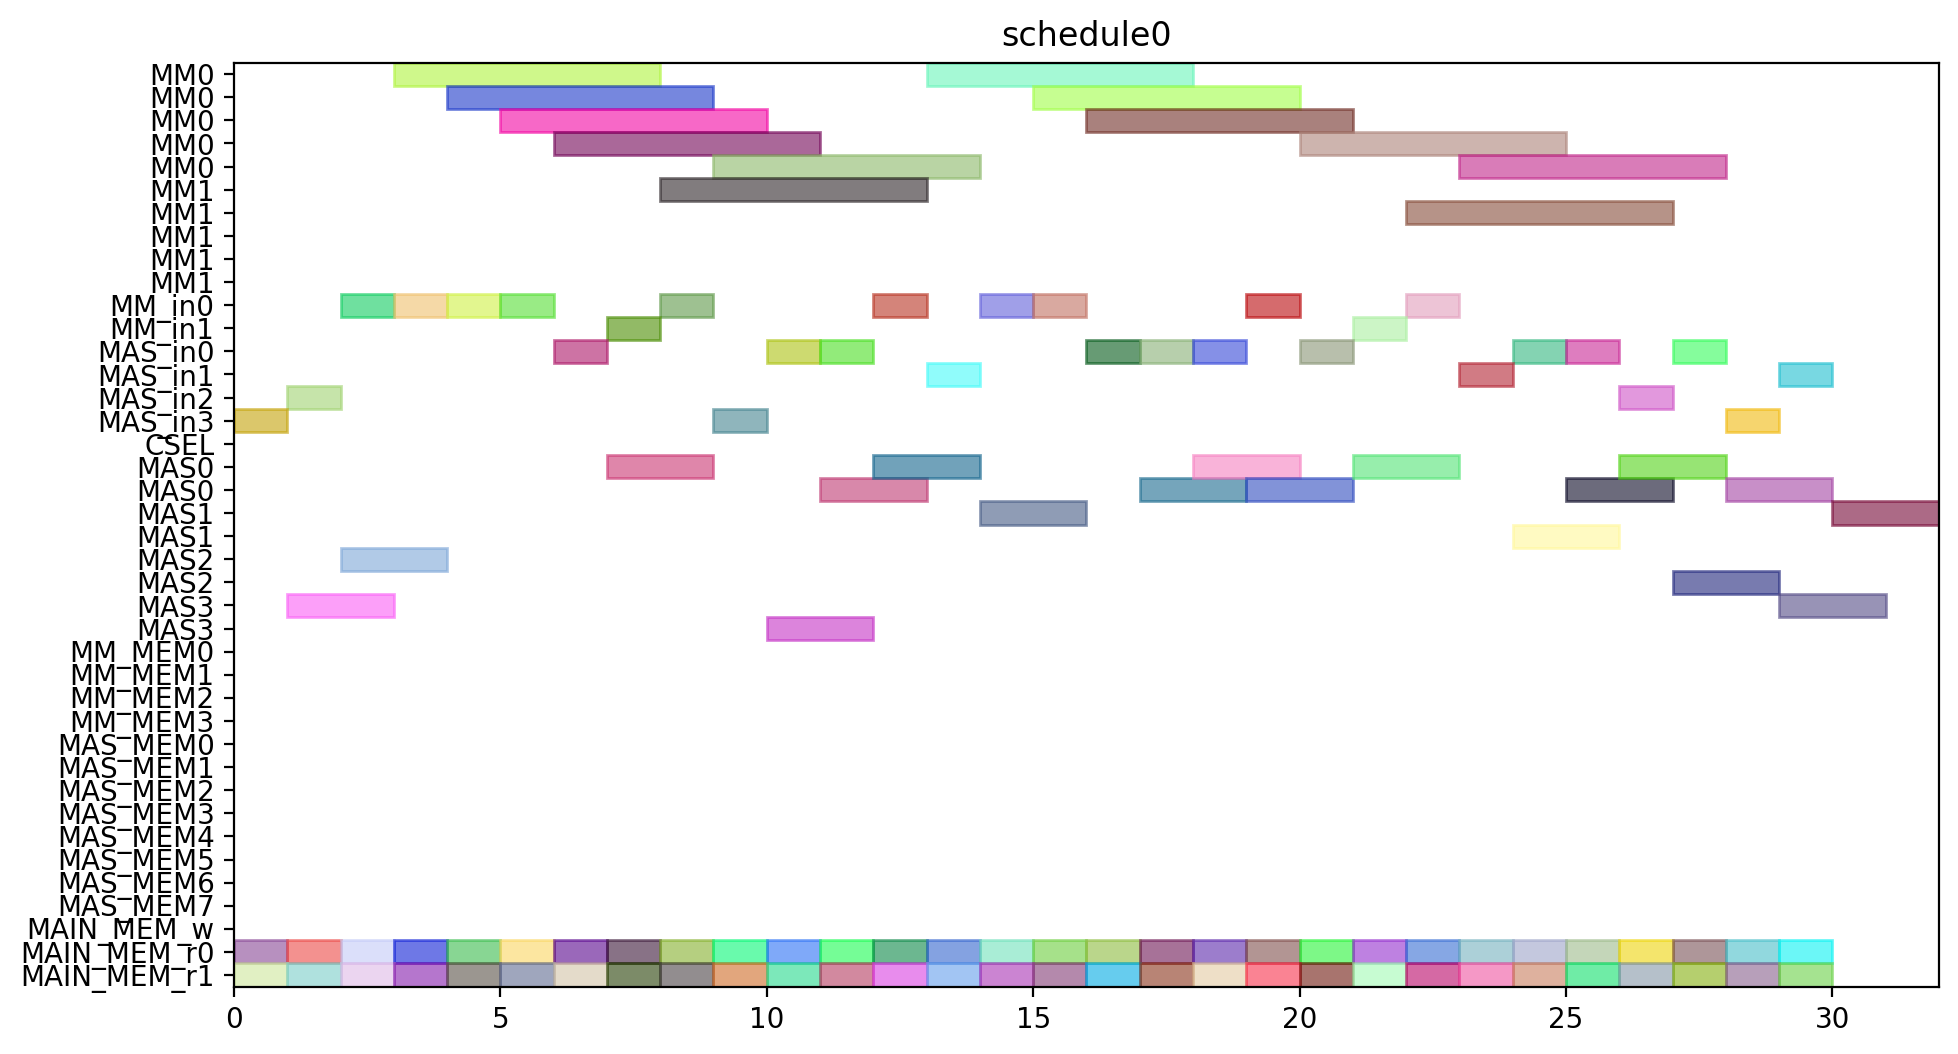 schedule0
MM0
MM0
MM0
MM0
MM0
MM1
MM1
MM1
MM1
MM1
MM_in0
MM_in1
MAS_in0
MAS_in1
MAS_in2
MAS_in3
CSEL
MAS0
MAS0
MAS1
MAS1
MAS2
MAS2
MAS3
MAS3
MM_MEM0
MM_MEM1
MM_MEM2
MM_MEM3
MAS_MEM0
MAS_MEM1
MAS_MEM2
MAS_MEM3
MAS_MEM4
MAS_MEM5
MAS_MEM6
MAS_MEM7
MAIN_MEM_w
MAIN_MEM_r0
MAIN_MEM_r1
0 5 10 15 20 25 30